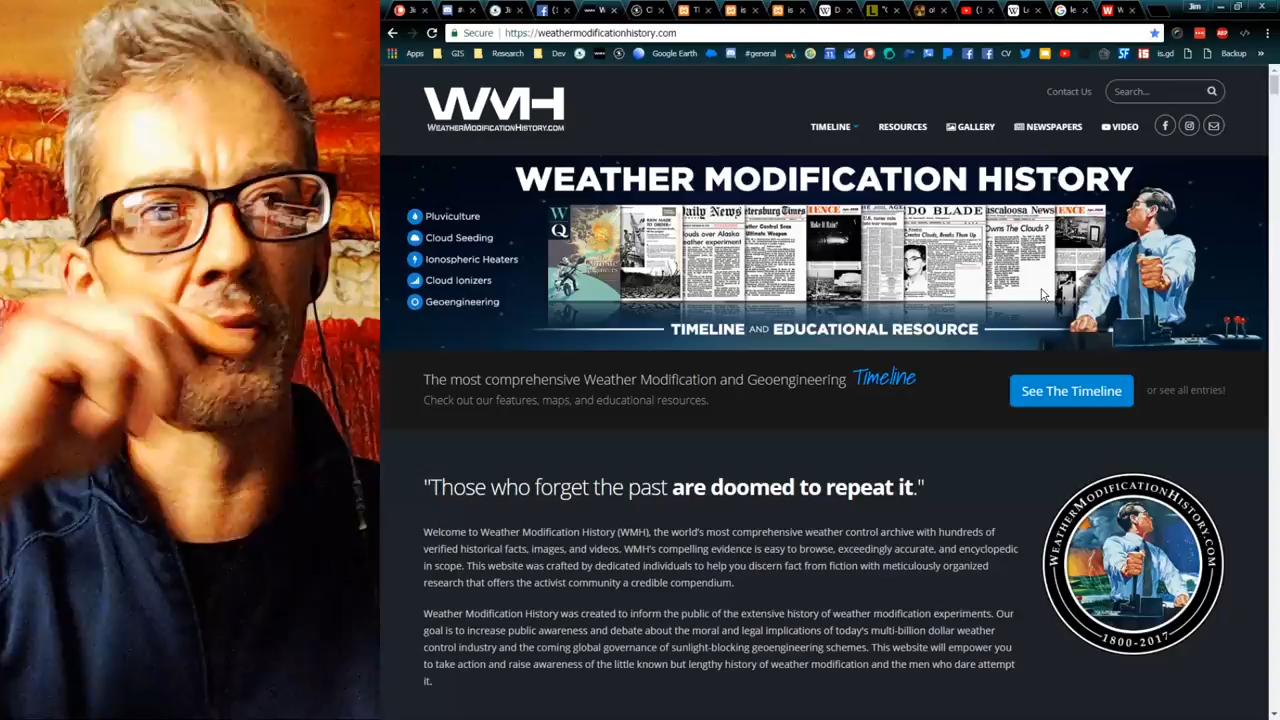 Jim
Secure
https://weathermodificationhistory.com
Apps
GIS
Research
Dev
Google Earth
#general
CV
is.gd
Backup
WMH
WEATHERMODIFICATIONHISTORY.COM
Contact Us
Search...
TIMELINE
RESOURCES
GALLERY
NEWSPAPERS
VIDEO
WEATHER MODIFICATION HISTORY
Pluviculture
Cloud Seeding
Ionospheric Heaters
Cloud Ionizers
Geoengineering
TIMELINE AND EDUCATIONAL RESOURCE
The most comprehensive Weather Modification and Geoengineering Timeline
Check out our features, maps, and educational resources.
See The Timeline
or see all entries!
"Those who forget the past are doomed to repeat it."
Welcome to Weather Modification History (WMH), the world's most comprehensive weather control archive with hundreds of
verified historical facts, images, and videos. WMH's compelling evidence is easy to browse, exceedingly accurate, and encyclopedic
in scope. This website was crafted by dedicated individuals to help you discern fact from fiction with meticulously organized
research that offers the activist community a credible compendium.
Weather Modification History was created to inform the public of the extensive history of weather modification experiments. Our
goal is to increase public awareness and debate about the moral and legal implications of today's multi-billion dollar weather
control industry and the coming global governance of sunlight-blocking geoengineering schemes. This website will empower you
to take action and raise awareness of the little known but lengthy history of weather modification and the men who dare attempt
it.
WEATHERMODIFICATIONHISTORY.COM
1800-2017